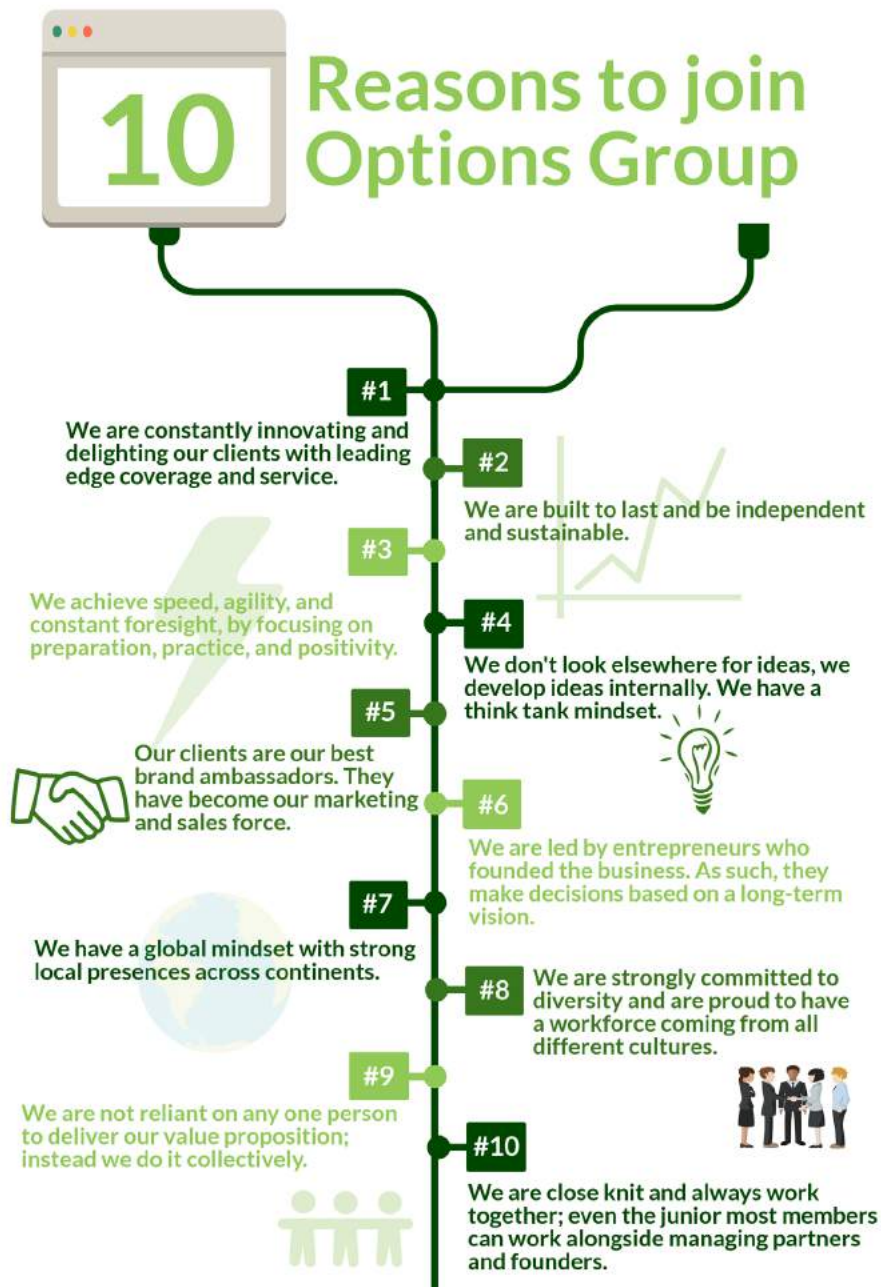 10
Reasons to join
Options Group
#1
We are constantly innovating and
delighting our clients with leading
edge coverage and service.
#2
We are built to last and be independent
and sustainable.
#3
We achieve speed, agility, and
constant foresight, by focusing on
preparation, practice, and positivity.
#4
We don't look elsewhere for ideas, we
develop ideas internally. We have a
think tank mindset.
#5
Our clients are our best
brand ambassadors. They
have become our marketing
and sales force.
#6
We are led by entrepreneurs who
founded the business. As such, they
make decisions based on a long-term
vision.
#7
We have a global mindset with strong
local presences across continents.
#8
We are strongly committed to
diversity and are proud to have
a workforce coming from all
different cultures.
#9
We are not reliant on any one person
to deliver our value proposition;
instead we do it collectively.
#10
We are close knit and always work
together; even the junior most members
can work alongside managing partners
and founders.